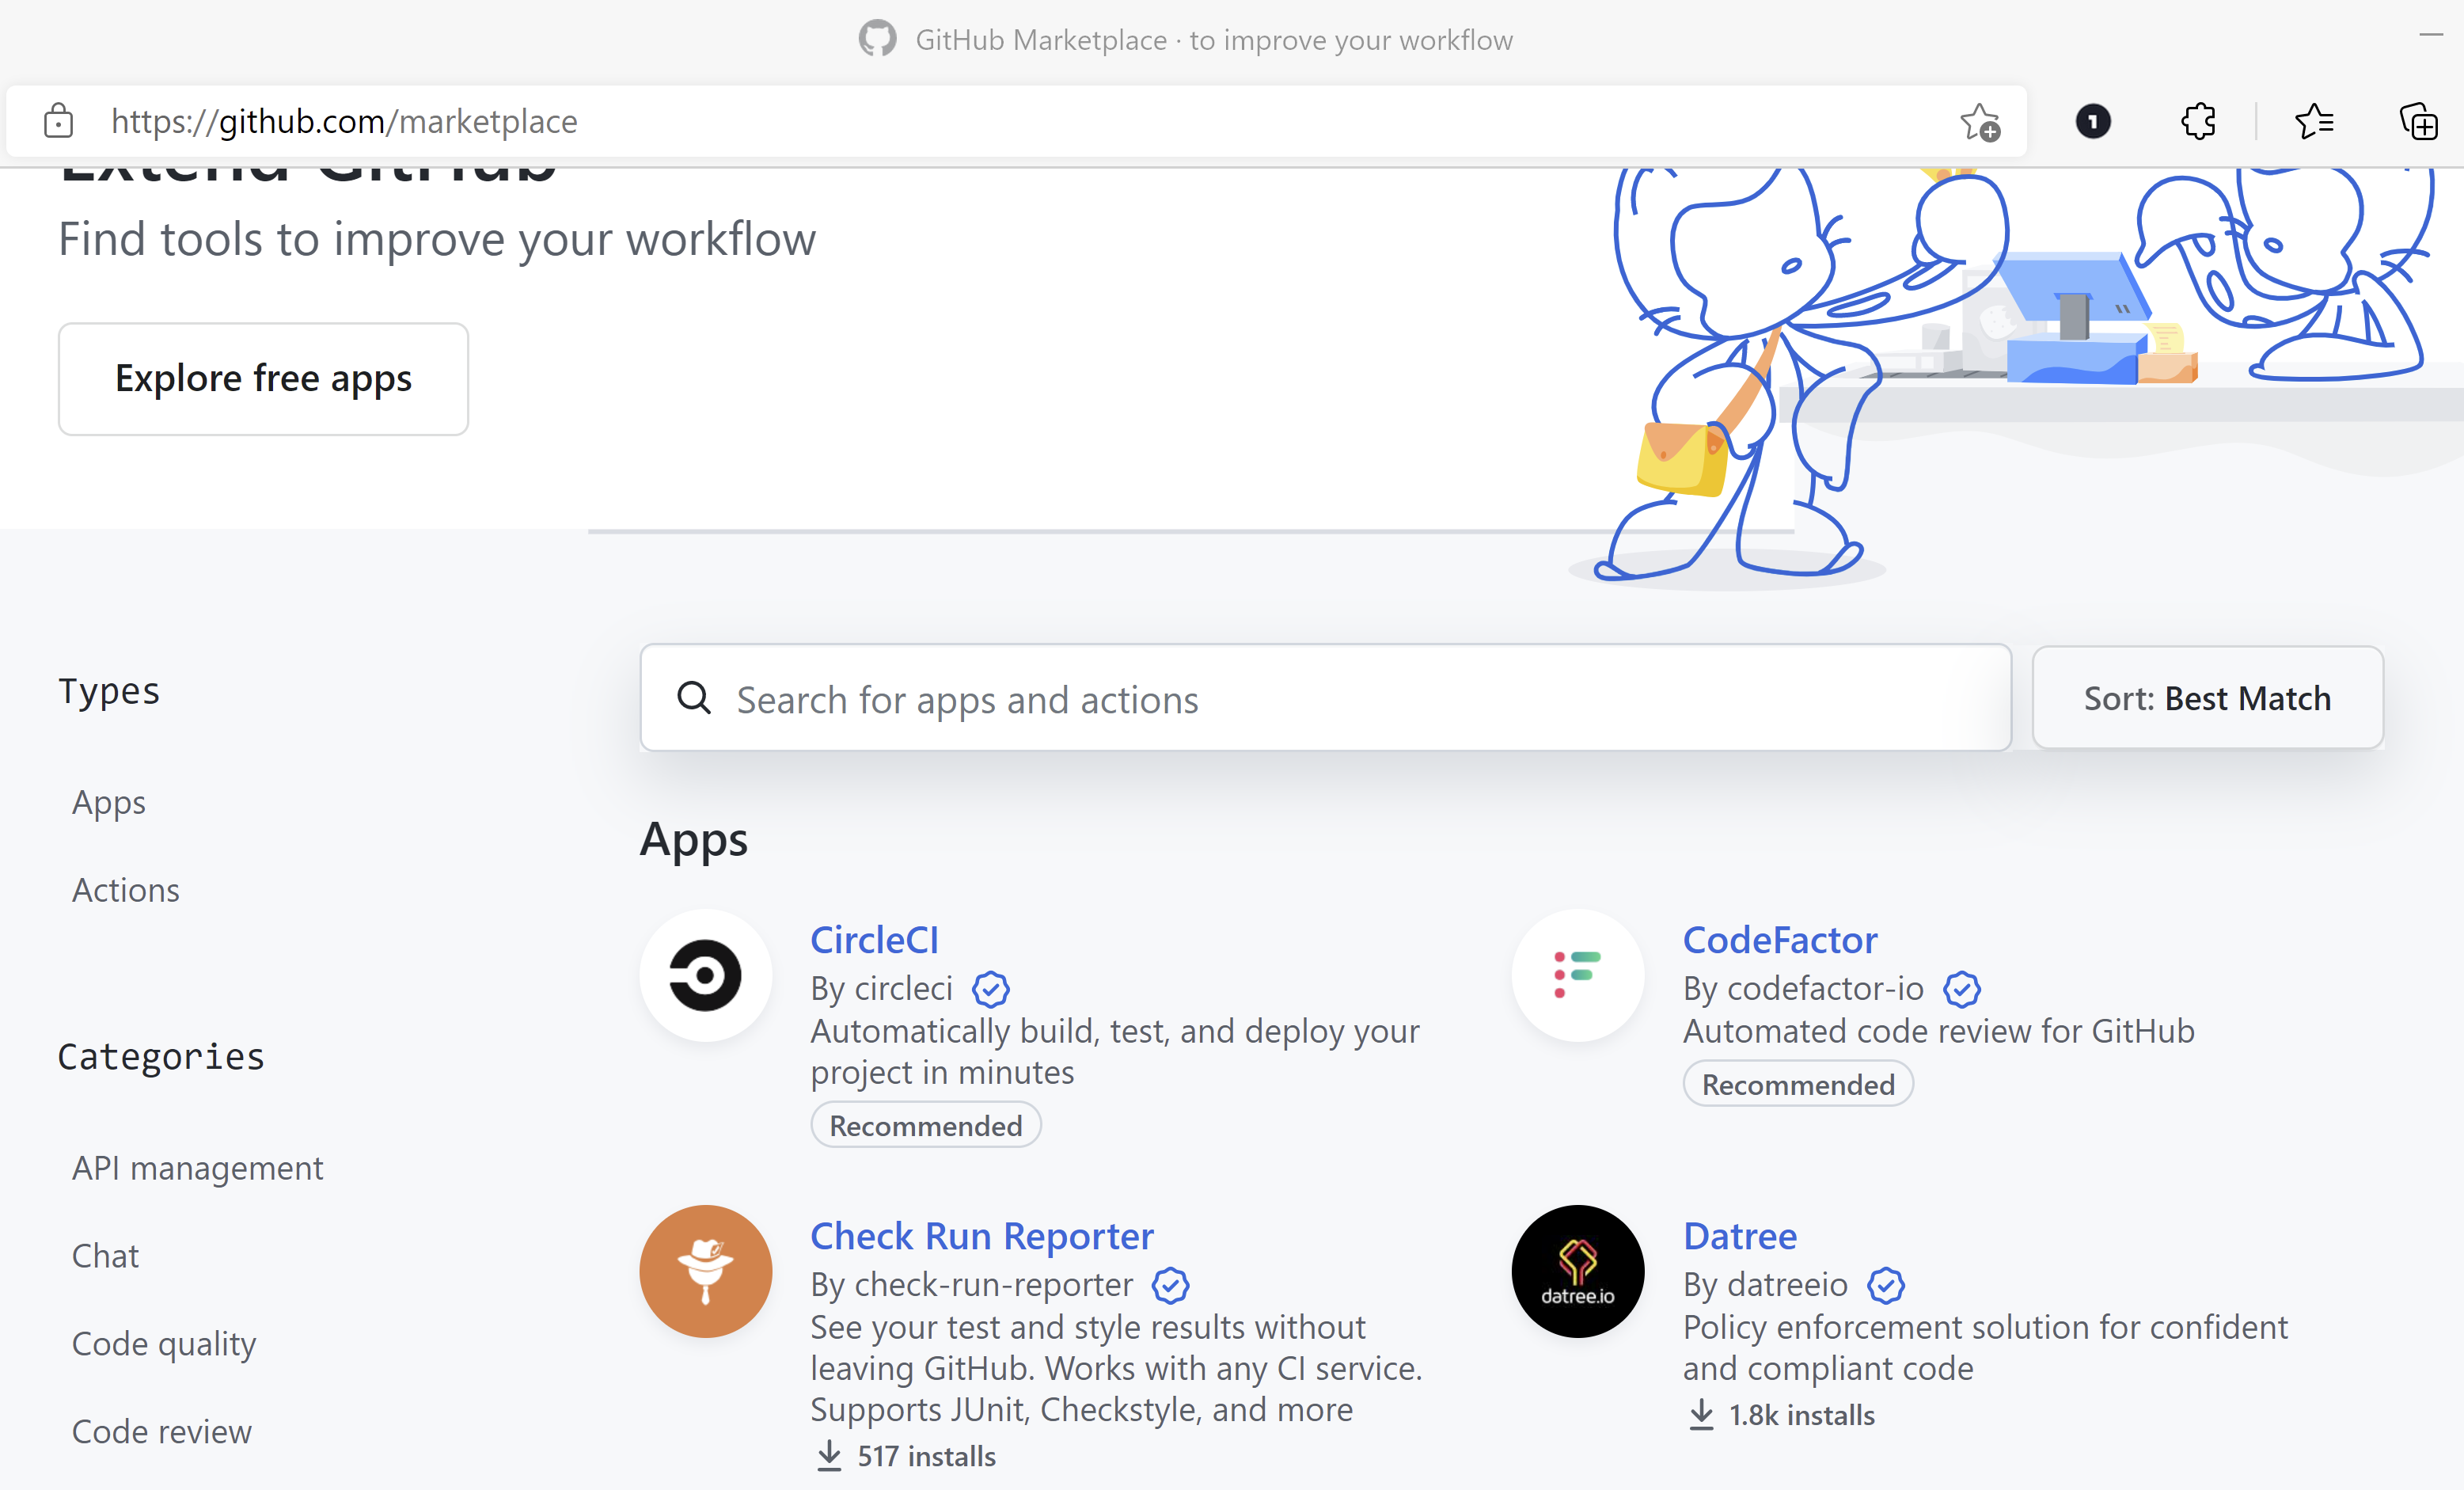 GitHub Marketplace · to improve your workflow
https://github.com/marketplace
1
Extend GitHub
Find tools to improve your workflow
Explore free apps
Types
Apps
Actions
Categories
API management
Chat
Code quality
Code review
Search for apps and actions
Sort: Best Match
Apps
CircleCI
By circleci
Automatically build, test, and deploy your
project in minutes
Recommended
CodeFactor
By codefactor-io
Automated code review for GitHub
Recommended
Check Run Reporter
By check-run-reporter
See your test and style results without
leaving GitHub. Works with any CI service.
Supports JUnit, Checkstyle, and more
517 installs
datree.io
Datree
By datreeio
Policy enforcement solution for confident
and compliant code
1.8k installs